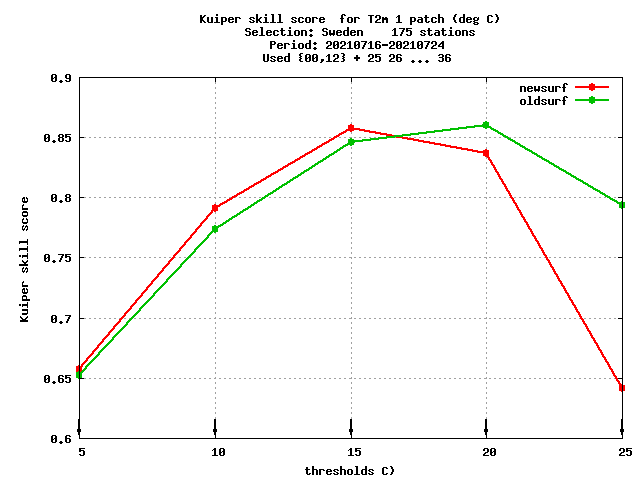 Kuiper skill score  for T2m 1 patch (deg C)
Selection: Sweden    175 stations
Period: 20210716-20210724
Used {00,12} + 25 26 ... 36
newsurf
oldsurf
0.9
0.85
0.8
0.75
0.7
0.65
0.6
Kuiper skill score
5 10 15 20 25
thresholds C)